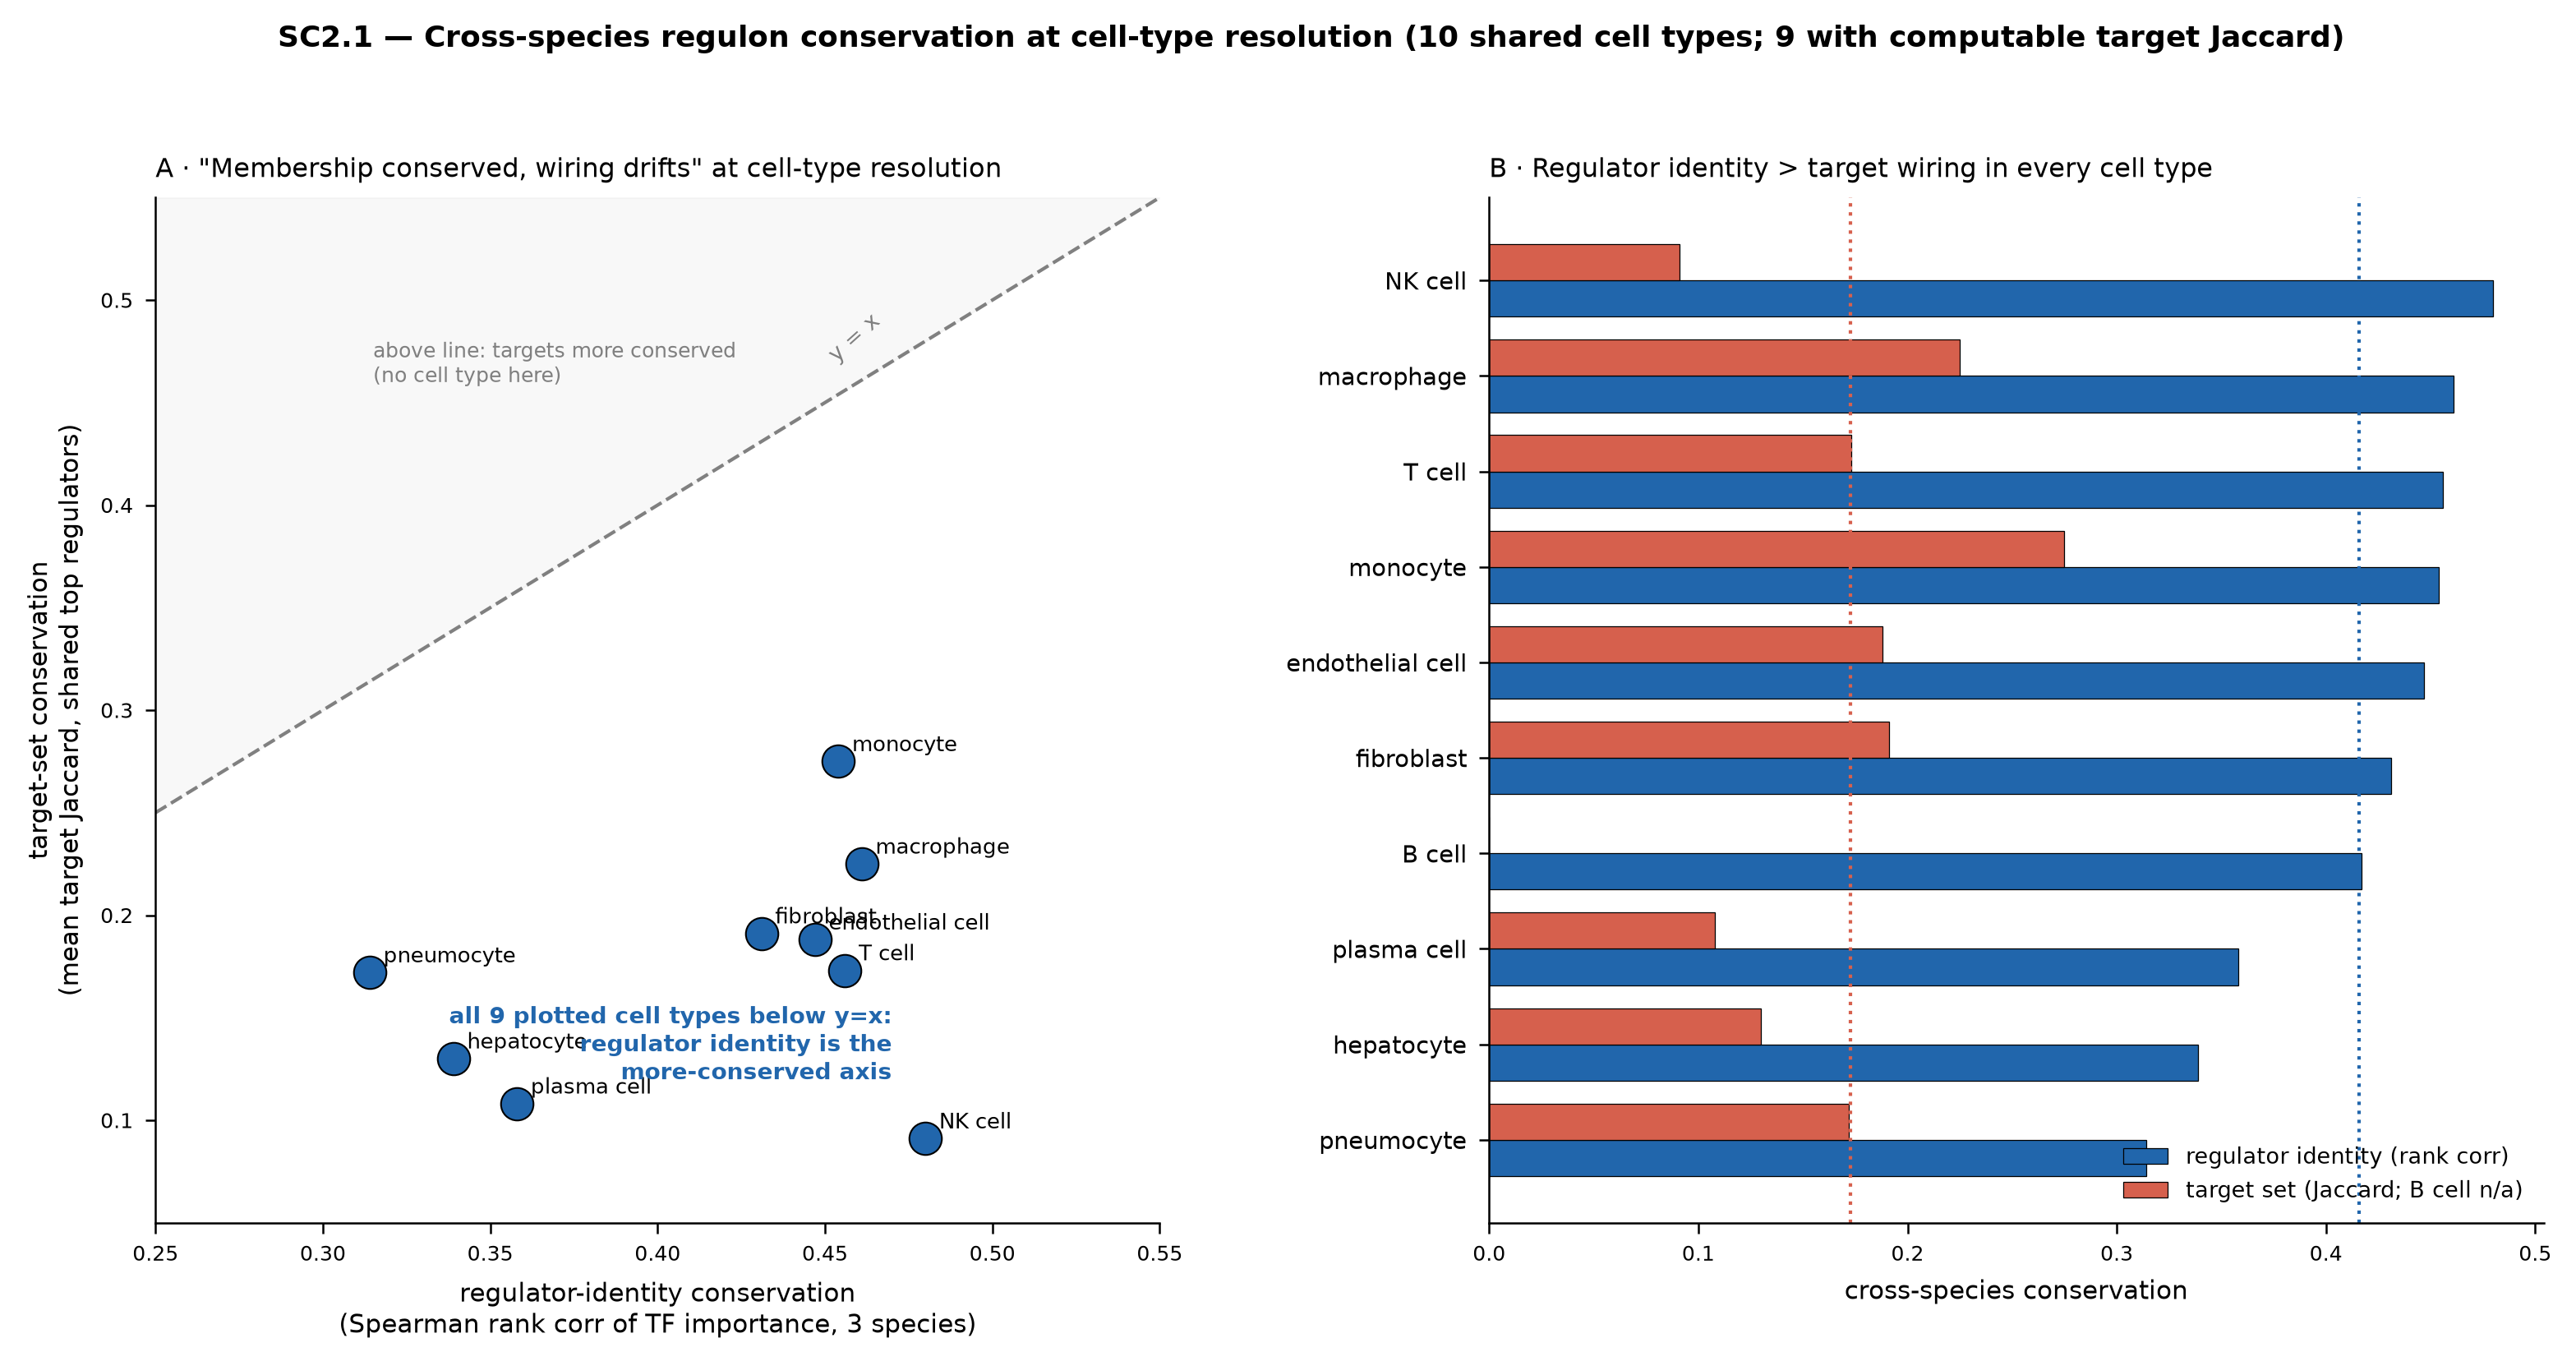 SC2.1 — Cross-species regulon conservation at cell-type resolution (10 shared cell types; 9 with computable target Jaccard)
A · "Membership conserved, wiring drifts" at cell-type resolution
target-set conservation
(mean target Jaccard, shared top regulators)
0.5
0.4
0.3
0.2
0.1
above line: targets more conserved
(no cell type here)
y = x
monocyte
macrophage
fibroblast
endothelial cell
T cell
pneumocyte
all 9 plotted cell types below y=x:
regulator identity is the
more-conserved axis
hepatocyte
plasma cell
NK cell
0.25
0.30
0.35
0.40
0.45
0.50
0.55
regulator-identity conservation
(Spearman rank corr of TF importance, 3 species)
B · Regulator identity > target wiring in every cell type
NK cell
macrophage
T cell
monocyte
endothelial cell
fibroblast
B cell
plasma cell
hepatocyte
pneumocyte
regulator identity (rank corr)
target set (Jaccard; B cell n/a)
0.0
0.1
0.2
0.3
0.4
0.5
cross-species conservation